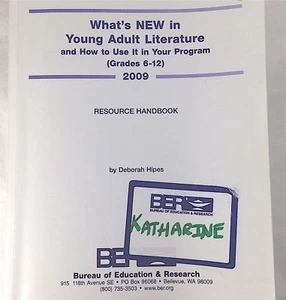 What's NEW in
Young Adult Literature
and How to Use It in Your Program
(Grades 6-12)
2009
RESOURCE HANDBOOK
by Deborah Hipes
BER
BUREAU OF EDUCATION & RESEARCH
KATHARINE
BE
Bureau of Education & Research
915 118th Avenue SE • PO Box 96068 • Bellevue, WA 98009
(800) 735-3503 • www.ber.org